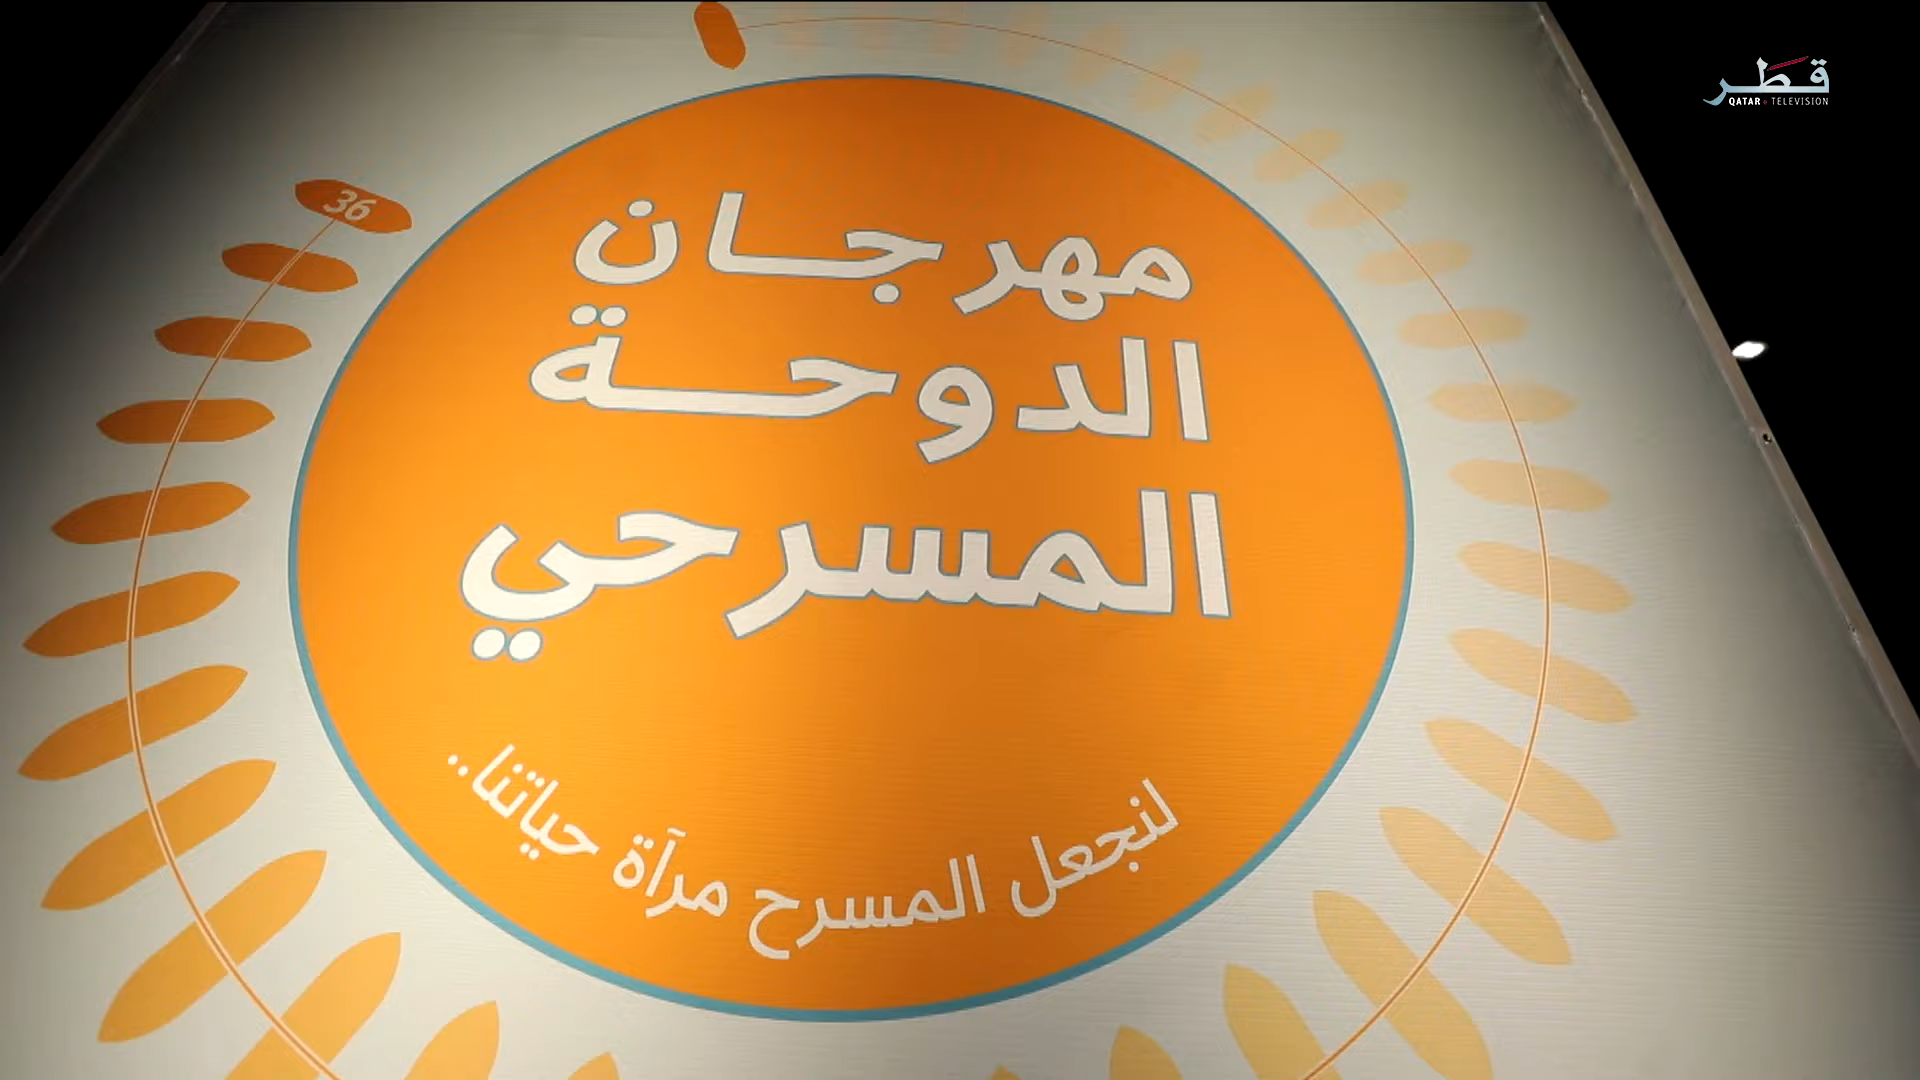 قطر
QATAR TELEVISION
36
مهرجان
الدوحة
المسرحي
لنجعل المسرح مرآة حياتنا..